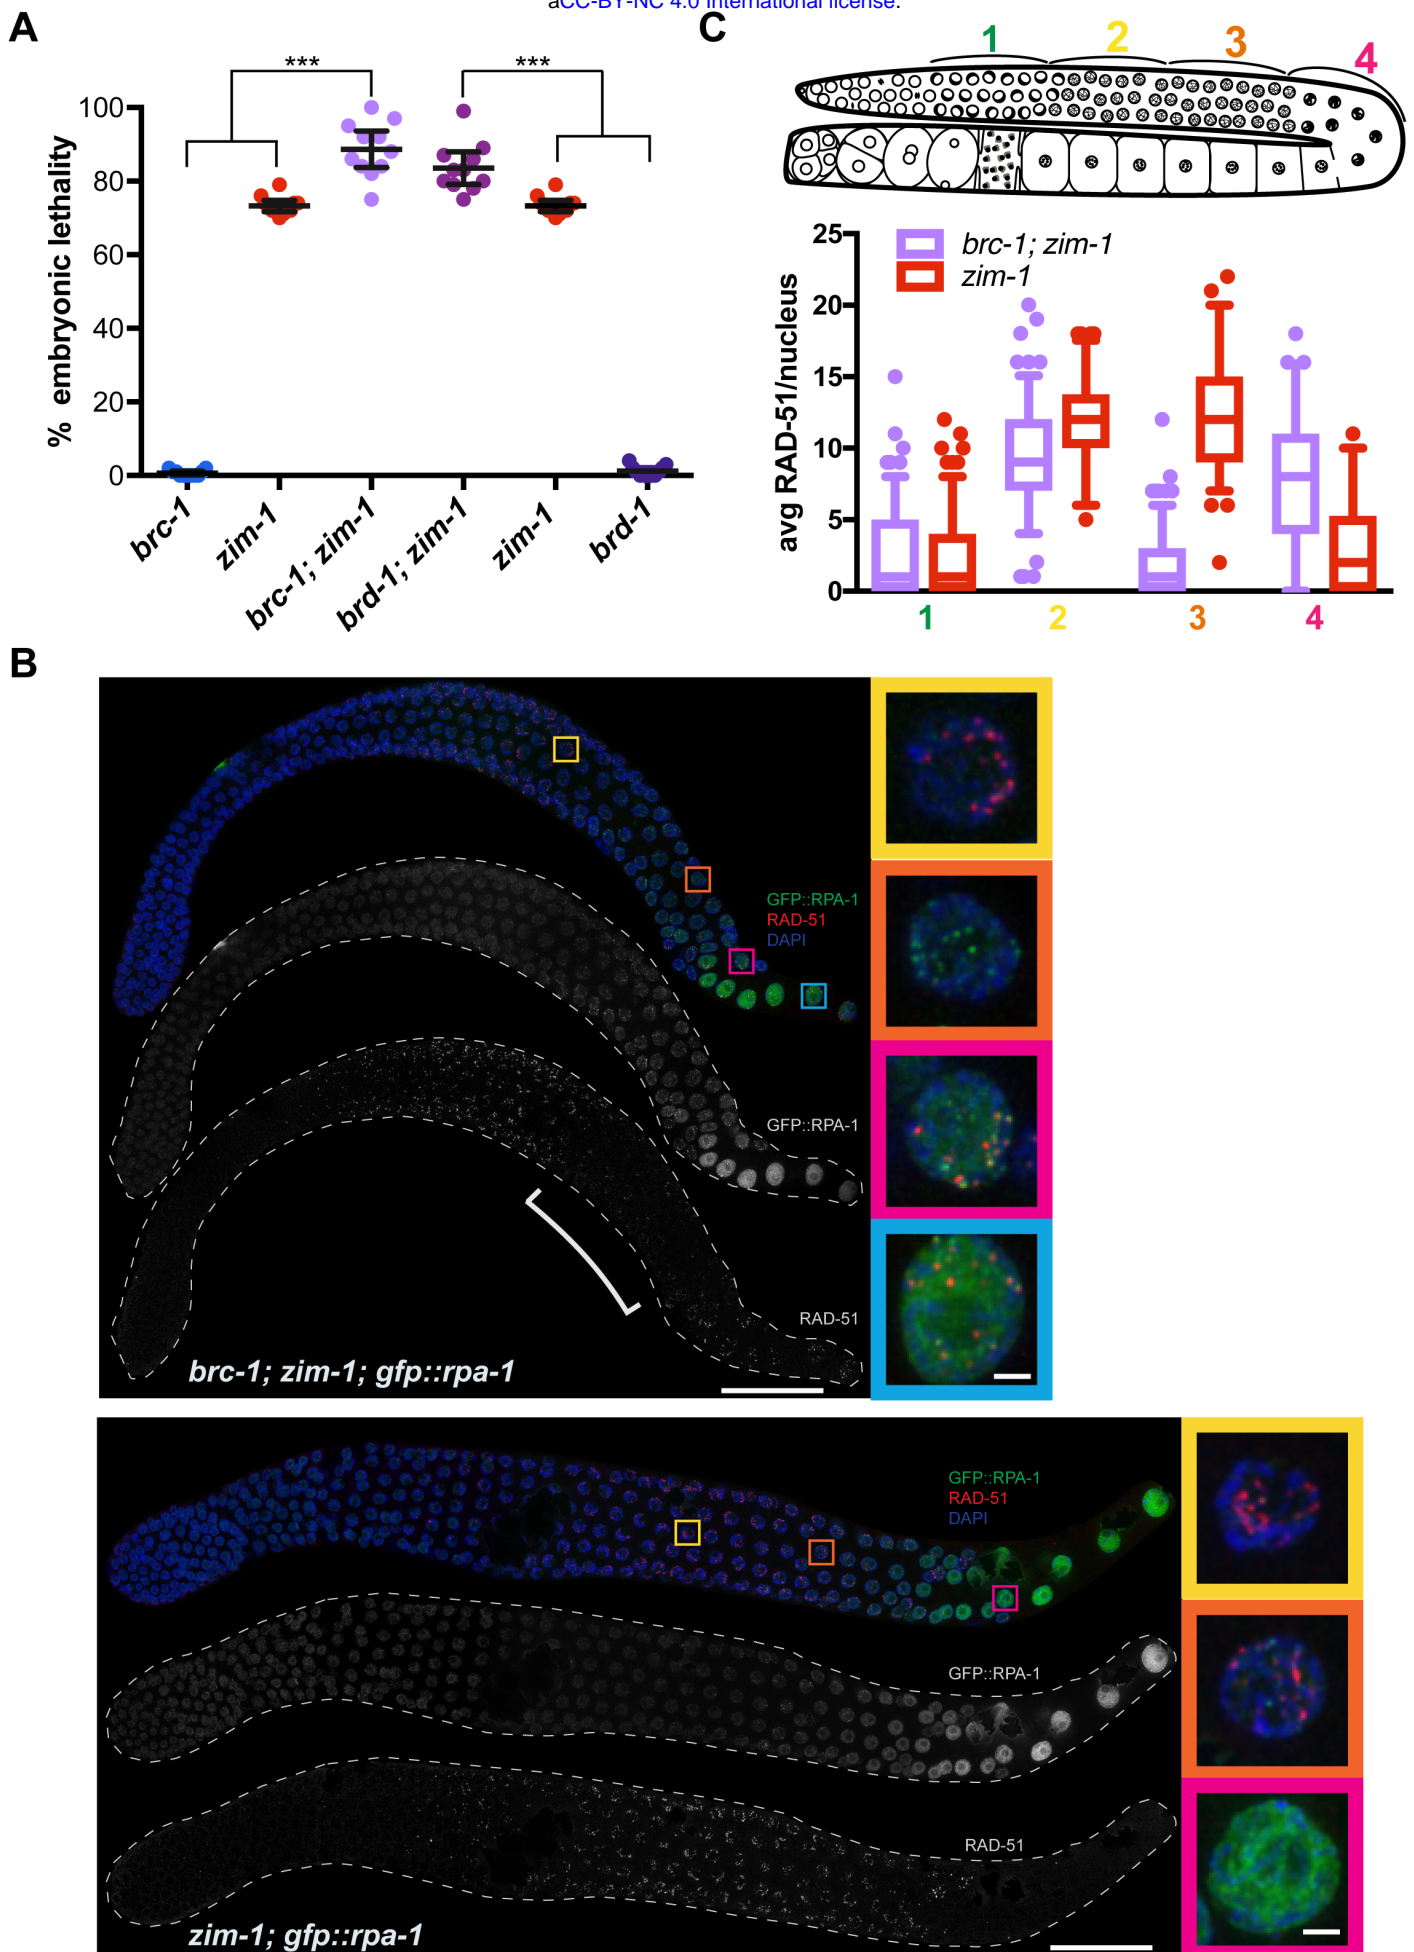 aCC-BY-NC 4.0 International license.
A
C
1
2
3
4
***
***
% embryonic lethality
100
80
60
40
20
0
brc-1
zim-1
brc-1; zim-1
brd-1; zim-1
zim-1
brd-1
avg RAD-51/nucleus
25
20
15
10
5
0
brc-1; zim-1
zim-1
1
2
3
4
B
GFP::RPA-1
RAD-51
DAPI
GFP::RPA-1
RAD-51
brc-1; zim-1; gfp::rpa-1
GFP::RPA-1
RAD-51
DAPI
GFP::RPA-1
RAD-51
zim-1; gfp::rpa-1